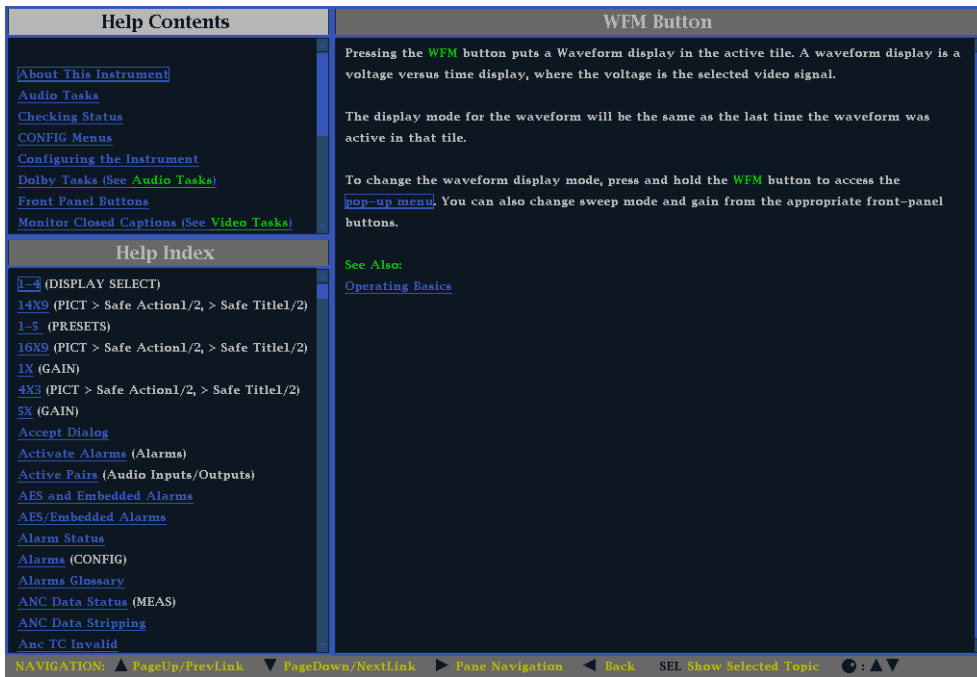 Help Contents
About This Instrument
Audio Tasks
Checking Status
CONFIG Menus
Configuring the Instrument
Dolby Tasks (See Audio Tasks)
Front Panel Buttons
Monitor Closed Captions (See Video Tasks)
Help Index
1-4 (DISPLAY SELECT)
14X9 (PICT > Safe Action1/2, > Safe Title1/2)
1-5 (PRESETS)
16X9 (PICT > Safe Action1/2, > Safe Title1/2)
1X (GAIN)
4X3 (PICT > Safe Action1/2, > Safe Title1/2)
5X (GAIN)
Accept Dialog
Activate Alarms (Alarms)
Active Pairs (Audio Inputs/Outputs)
AES and Embedded Alarms
AES/Embedded Alarms
Alarm Status
Alarms (CONFIG)
Alarms Glossary
ANC Data Status (MEAS)
ANC Data Stripping
Anc TC Invalid
WFM Button
Pressing the WFM button puts a Waveform display in the active tile. A waveform display is a
voltage versus time display, where the voltage is the selected video signal.
The display mode for the waveform will be the same as the last time the waveform was
active in that tile.
To change the waveform display mode, press and hold the WFM button to access the
pop-up menu. You can also change sweep mode and gain from the appropriate front-panel
buttons.
See Also:
Operating Basics
NAVIGATION: ▲ PageUp/PrevLink ▼ PageDown/NextLink ► Pane Navigation ◄ Back SEL Show Selected Topic : ▲▼